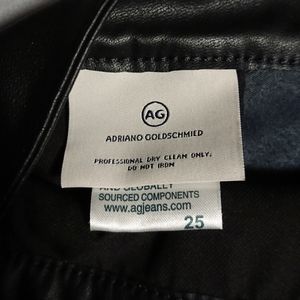 AG
ADRIANO GOLDSCHMIED
PROFESSIONAL DRY CLEAN ONLY.
DO NOT IRON
AND GLOBALLY
SOURCED COMPONENTS
www.agjeans.com
25